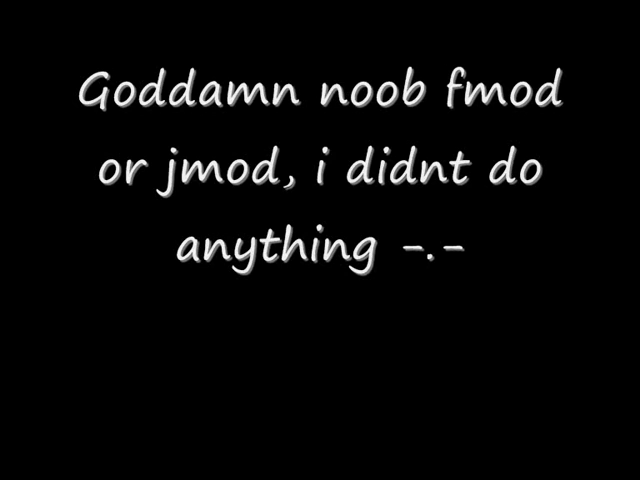 Goddamn noob fmod
or jmod, i didnt do
anything -.-